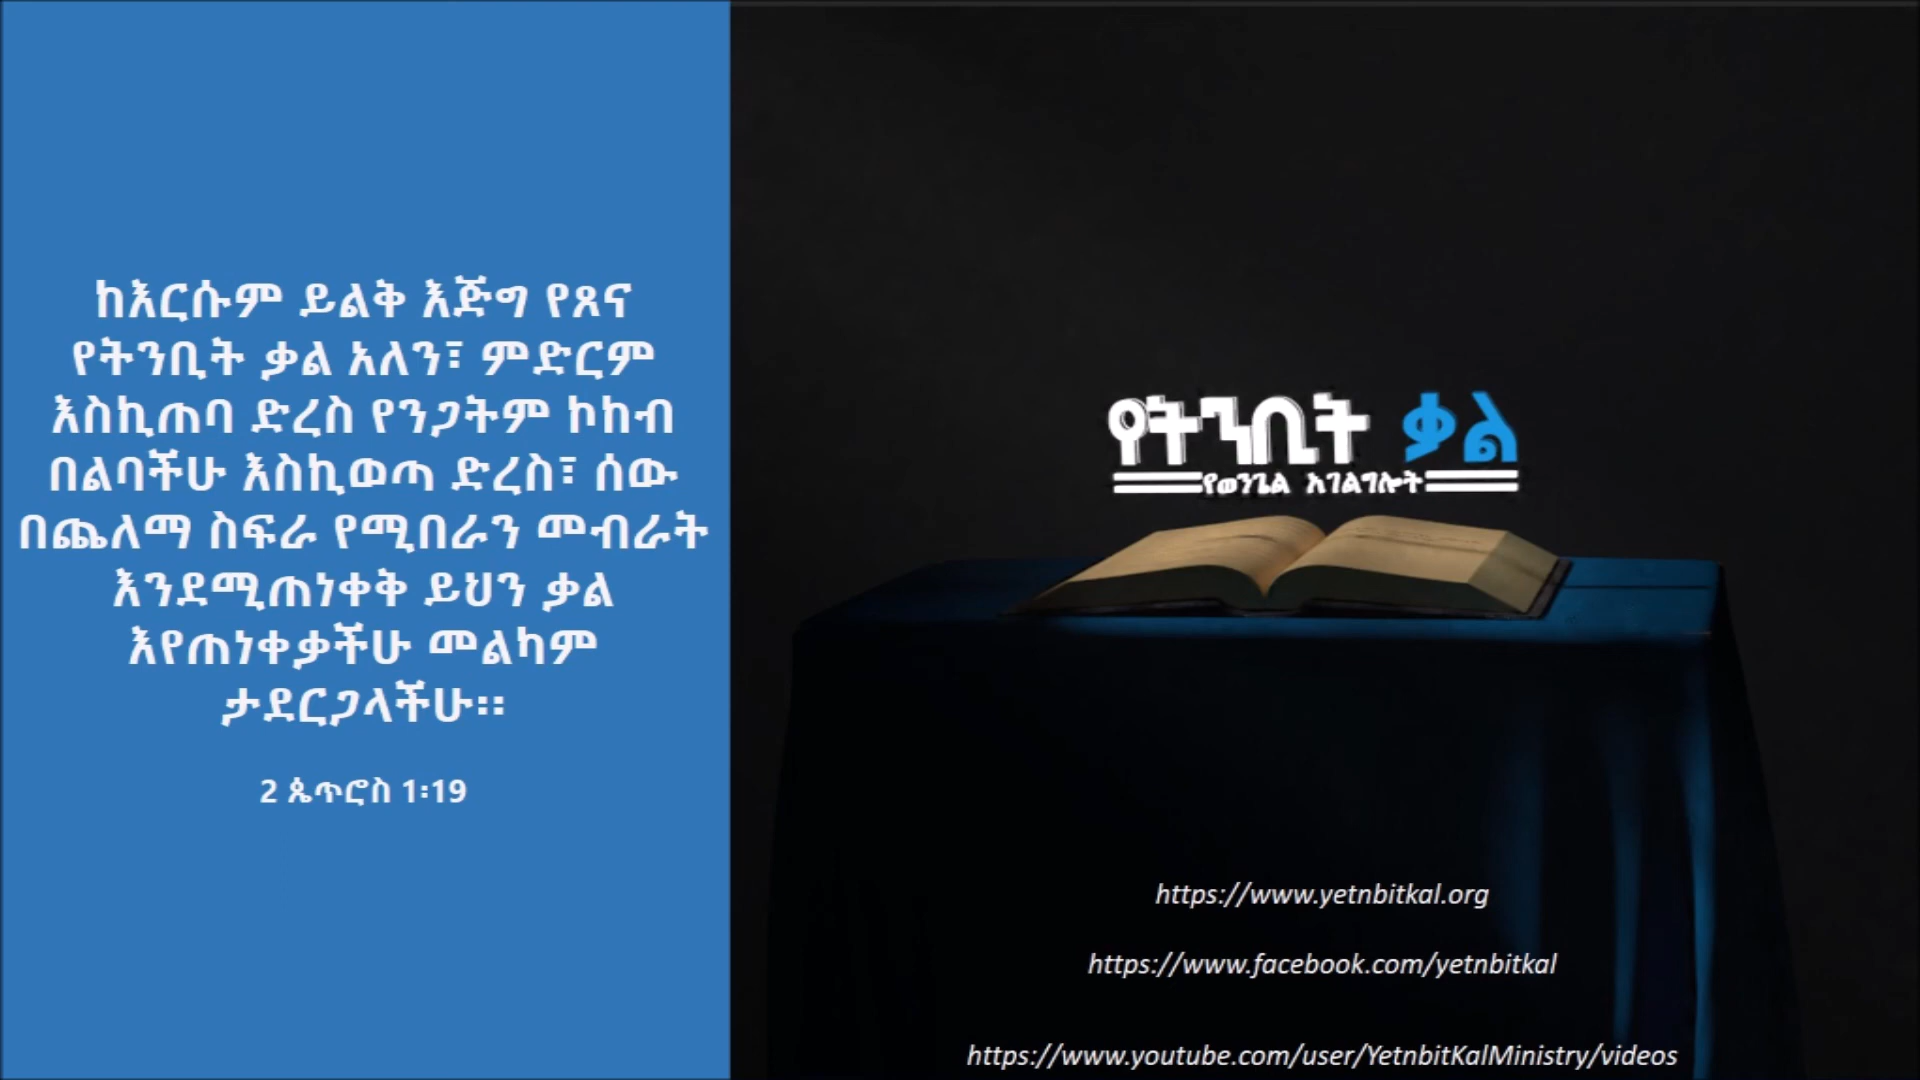 ከእርሱም ይልቅ እጅግ የጸና
የትንቢት ቃል አለን፣ ምድርም
እስኪጠባ ድረስ የንጋትም ኮከብ
በልባችሁ እስኪወጣ ድረስ፣ ሰው
በጨለማ ስፍራ የሚበራን መብራት
እንደሚጠነቀቅ ይህን ቃል
እየጠነቀቃችሁ መልካም
ታደርጋላችሁ።
2 ጴጥሮስ 1፡19
የትንቢት ቃል
የወንጌል አገልግሎት
https://www.yetnbitkal.org
https://www.facebook.com/yetnbitkal
https://www.youtube.com/user/YetnbitKalMinistry/videos